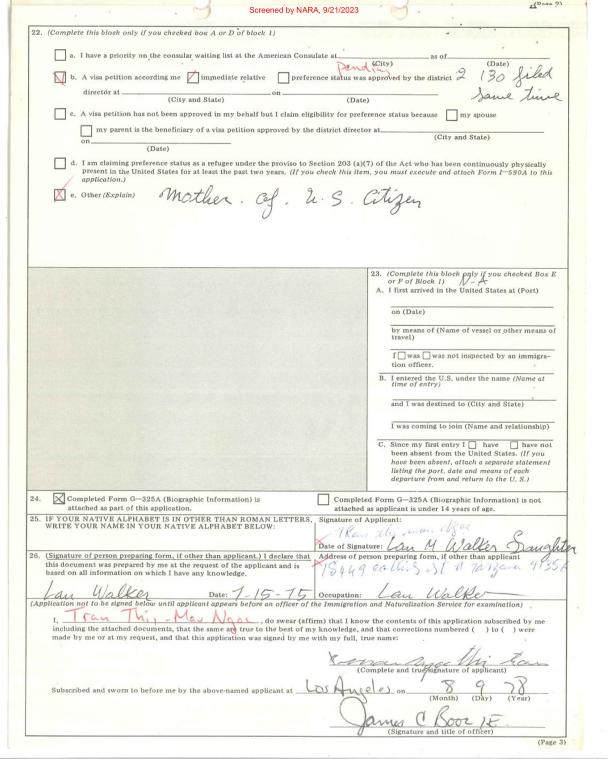 Screened by NARA, 9/21/2023
22. (Complete this block only if you checked box A or D of block 1)
a. I have a priority on the consular waiting list at the American Consulate at as of
(City) (Date)
pending
b. A visa petition according me immediate relative preference status was approved by the district 2 130 filed
same time
director at on
(City and State) (Date)
c. A visa petition has not been approved in my behalf but I claim eligibility for preference status because my spouse
my parent is the beneficiary of a visa petition approved by the district director at
(City and State)
on
(Date)
d. I am claiming preference status as a refugee under the proviso to Section 203 (a)(7) of the Act who has been continuously physically
present in the United States for at least the past two years. (If you check this item, you must execute and attach Form I-590A to this
application.)
e. Other (Explain) Mother. of. U.S. Citizen
23. (Complete this block only if you checked Box E
or F of Block 1) N-A
A. I first arrived in the United States at (Port)
on (Date)
by means of (Name of vessel or other means of
travel)
I was was not inspected by an immigra-
tion officer.
B. I entered the U.S. under the name (Name at
time of entry)
and I was destined to (City and State)
I was coming to join (Name and relationship)
C. Since my first entry I have have not
been absent from the United States. (If you
have been absent, attach a separate statement
listing the port, date and means of each
departure from and return to the U.S.)
24. Completed Form G-325A (Biographic Information) is
attached as part of this application.
Completed Form G-325A (Biographic Information) is not
attached as applicant is under 14 years of age.
25. IF YOUR NATIVE ALPHABET IS IN OTHER THAN ROMAN LETTERS,
WRITE YOUR NAME IN YOUR NATIVE ALPHABET BELOW:
Signature of Applicant:
Date of Signature: Lan M Walker Daughter
26. (Signature of person preparing form, if other than applicant.) I declare that
this document was prepared by me at the request of the applicant and is
based on all information on which I have any knowledge.
Address of person preparing form, if other than applicant
Lan Walker Date: 7-15-75 Occupation: Lan Walker
(Application not to be signed below until applicant appears before an officer of the Immigration and Naturalization Service for examination)
I, Tran Thi-Mav Ngoc, do swear (affirm) that I know the contents of this application subscribed by me
including the attached documents, that the same are true to the best of my knowledge, and that corrections numbered ( ) to ( ) were
made by me or at my request, and that this application was signed by me with my full, true name:
(Complete and true signature of applicant)
Subscribed and sworn to before me by the above-named applicant at Los Angeles on 8 9 78
(Month) (Day) (Year)
James C Booz IE
(Signature and title of officer)
(Page 3)